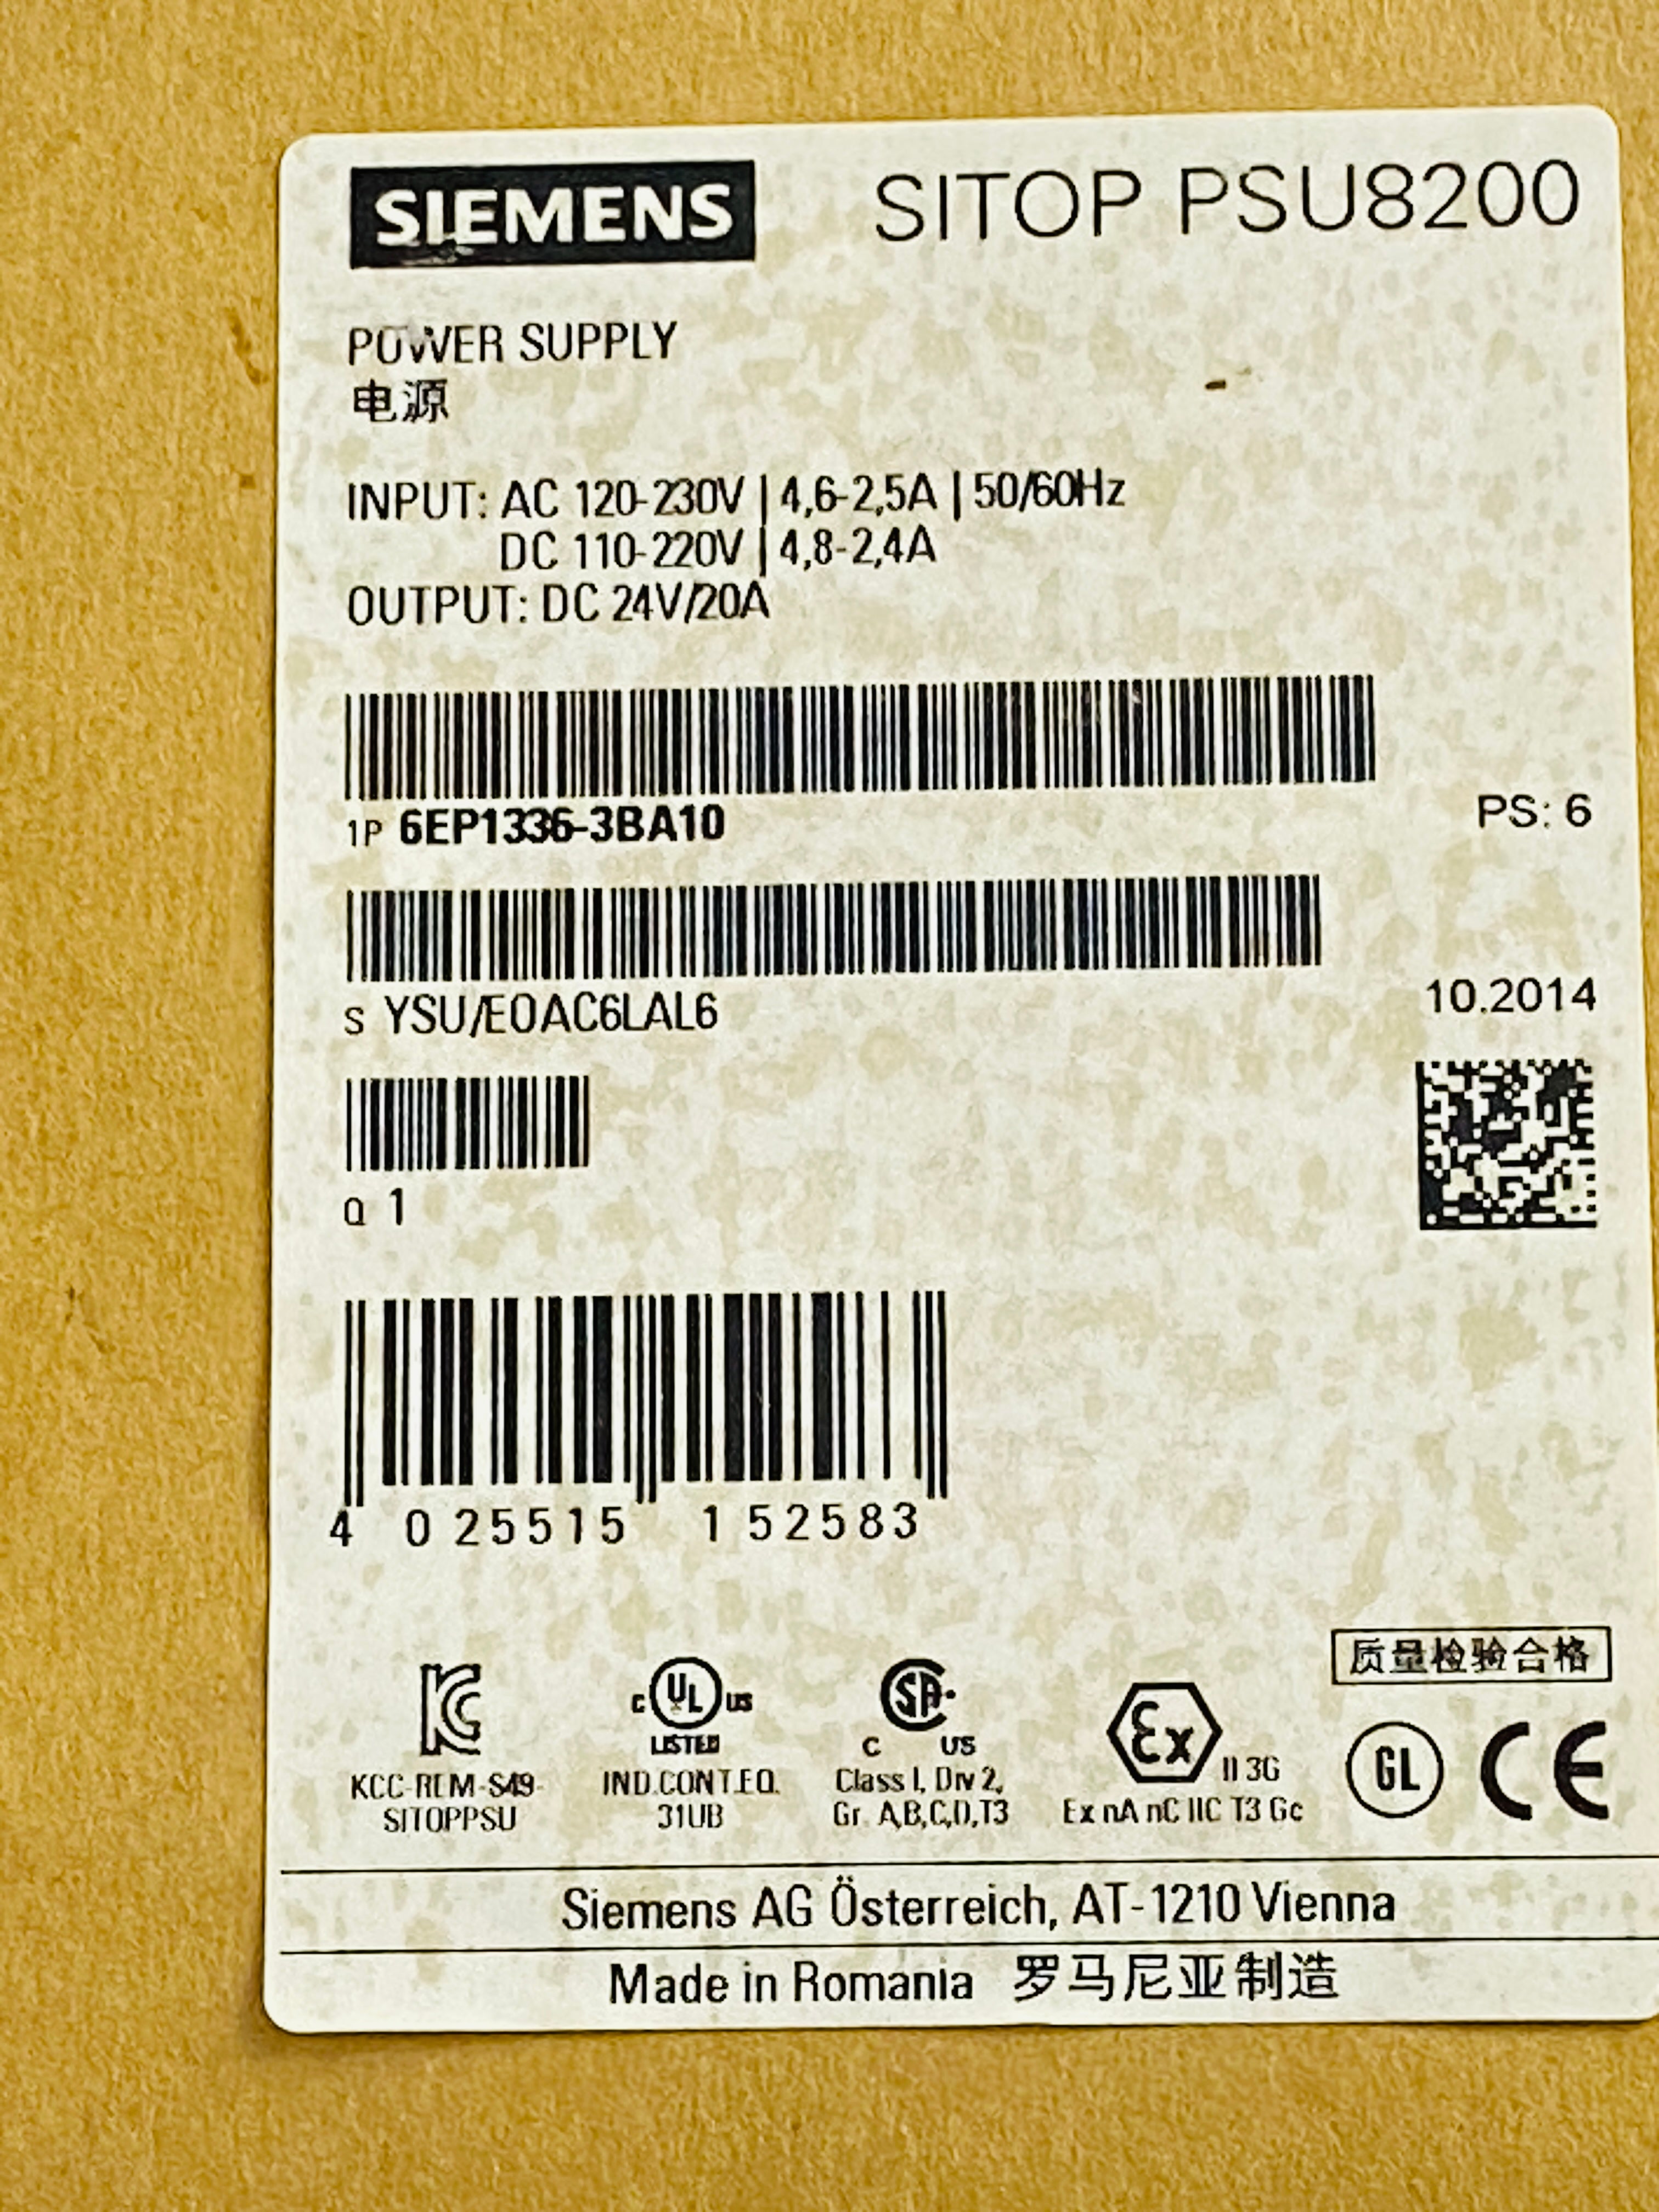 SIEMENS SITOP PSU8200
POWER SUPPLY
电源
INPUT: AC 120-230V | 4,6-2,5A | 50/60Hz
DC 110-220V | 4,8-2,4A
OUTPUT: DC 24V/20A
1P 6EP1336-3BA10 PS: 6
S YSU/E0AC6LAL6 10.2014
Q 1
4 025515 152583
质量检验合格
KCC-REM-S49-
SITOPPSU
C UL US
LISTED
IND.CONT.EQ.
31UB
SA
C US
Class I, Div 2,
Gr. A,B,C,D,T3
Ex II 3G
Ex nA nC IIC T3 Gc
GL CE
Siemens AG Österreich, AT-1210 Vienna
Made in Romania 罗马尼亚制造